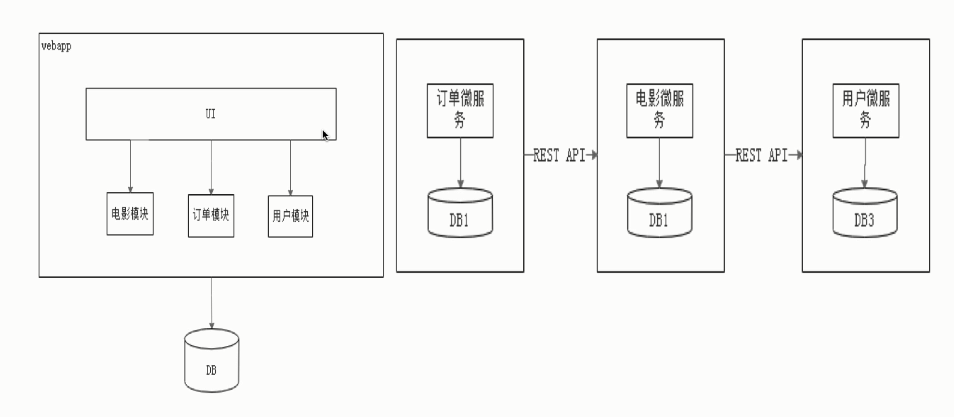 webapp
UI
电影模块
订单模块
用户模块
DB
订单微服
务
DB1
REST API
电影微服
务
DB1
REST API
用户微服
务
DB3